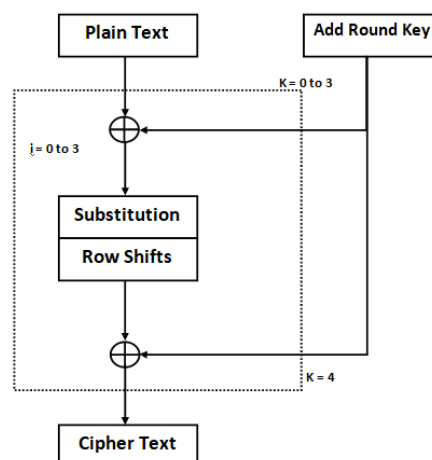 Plain Text
Add Round Key
K = 0 to 3
i = 0 to 3
Substitution
Row Shifts
K = 4
Cipher Text